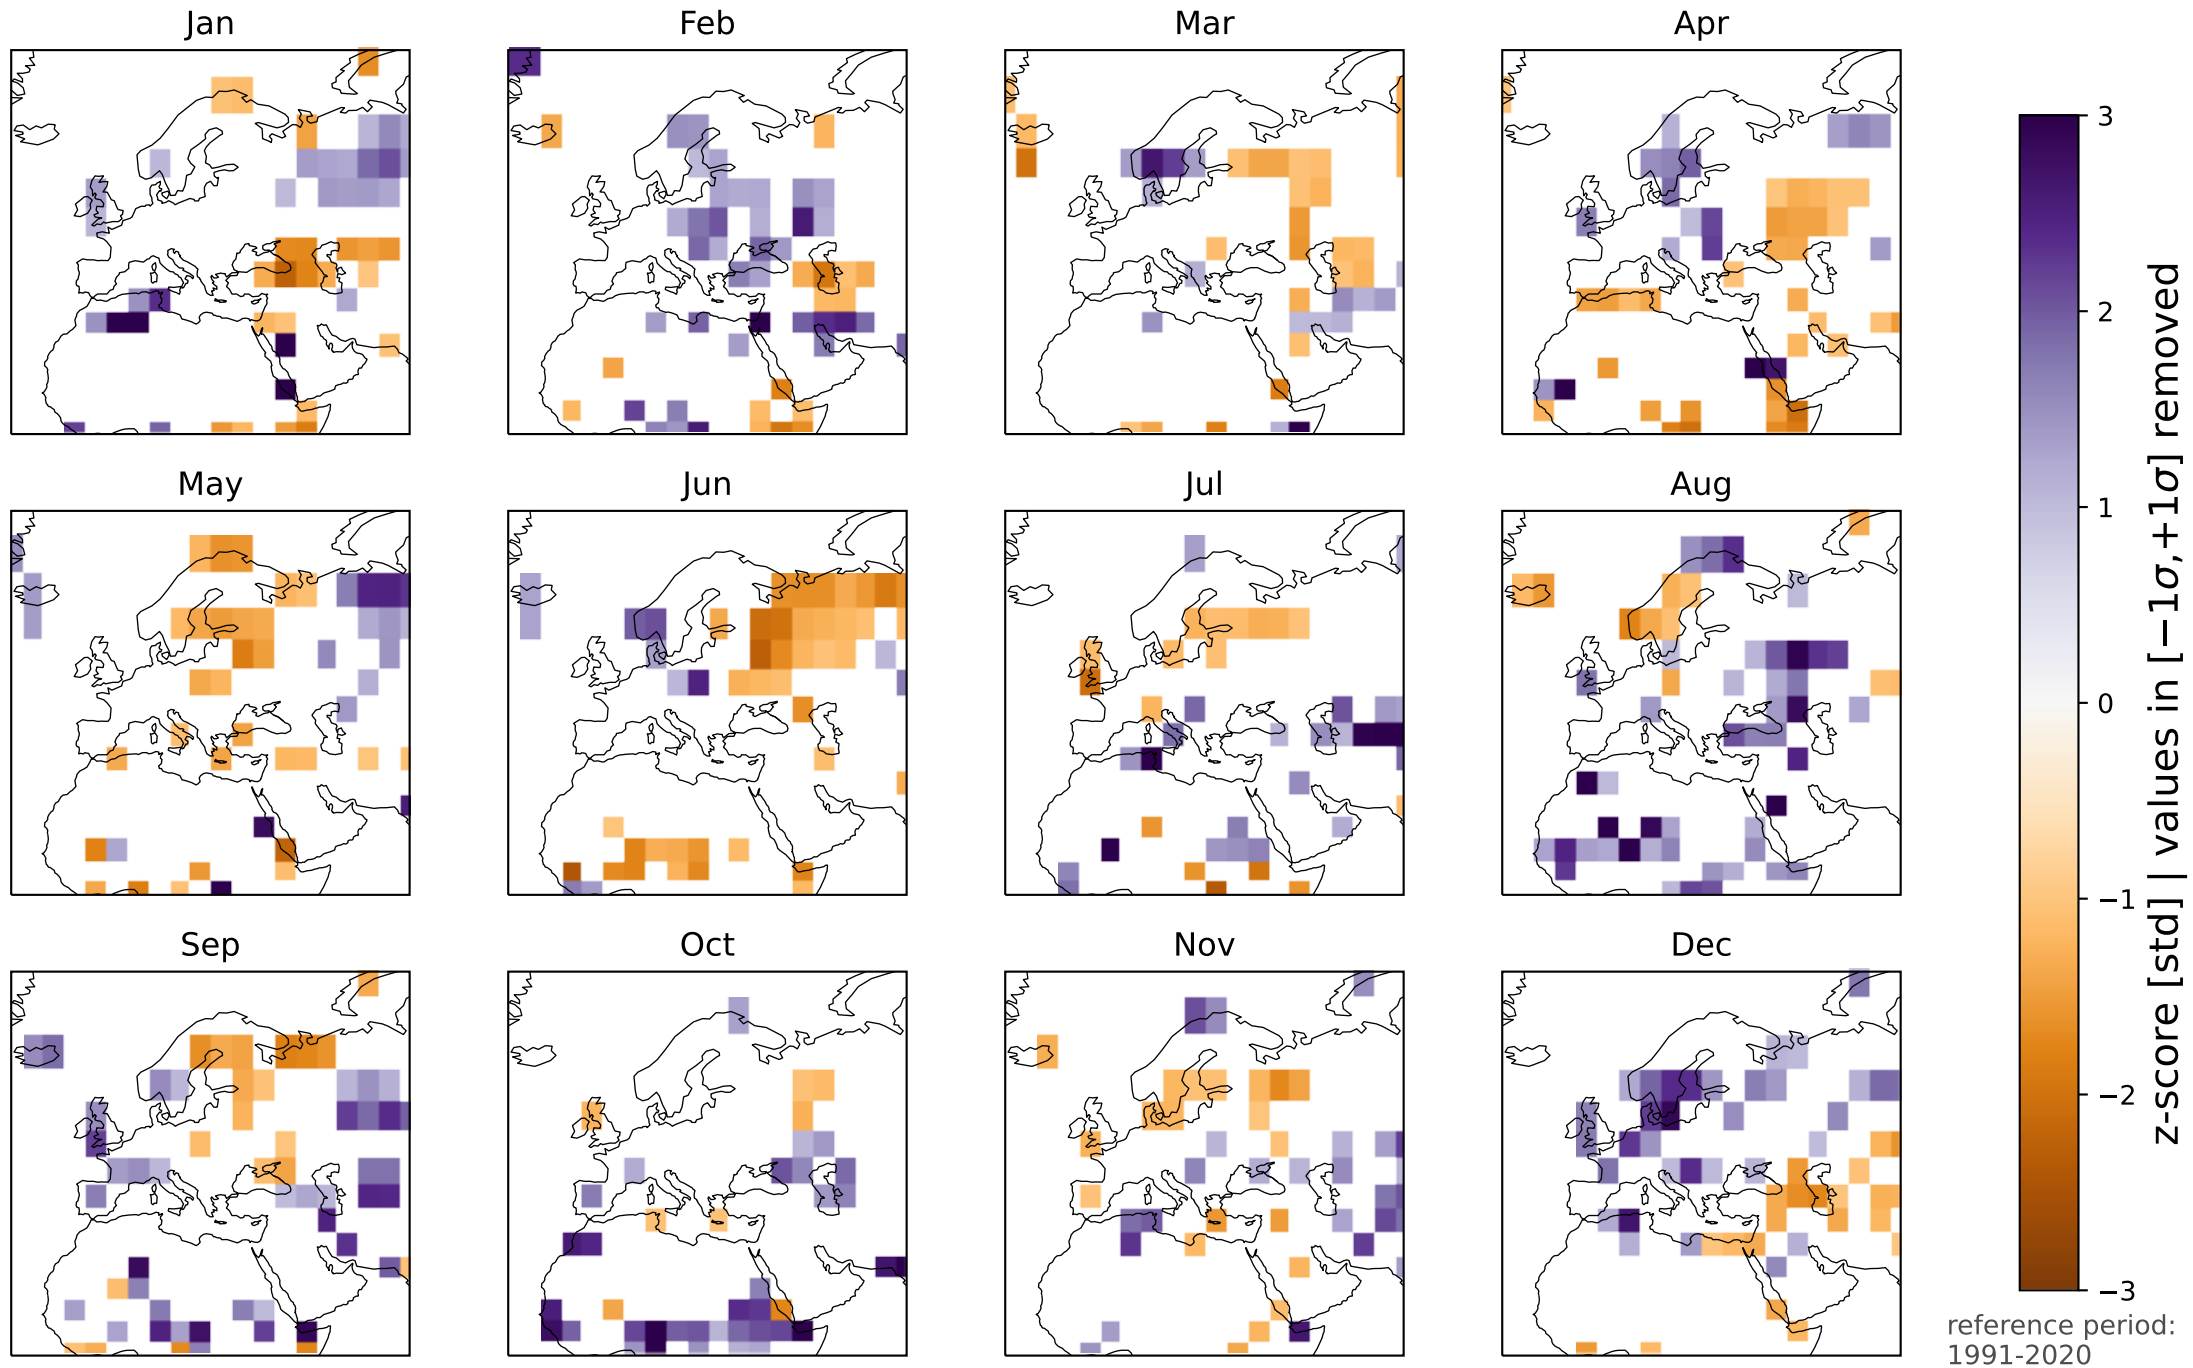 Jan
Feb
Mar
Apr
May
Jun
Jul
Aug
Sep
Oct
Nov
Dec
3
2
1
0
−1
−2
−3
z-score [std] | values in [−1σ,+1σ] removed
reference period:
1991-2020